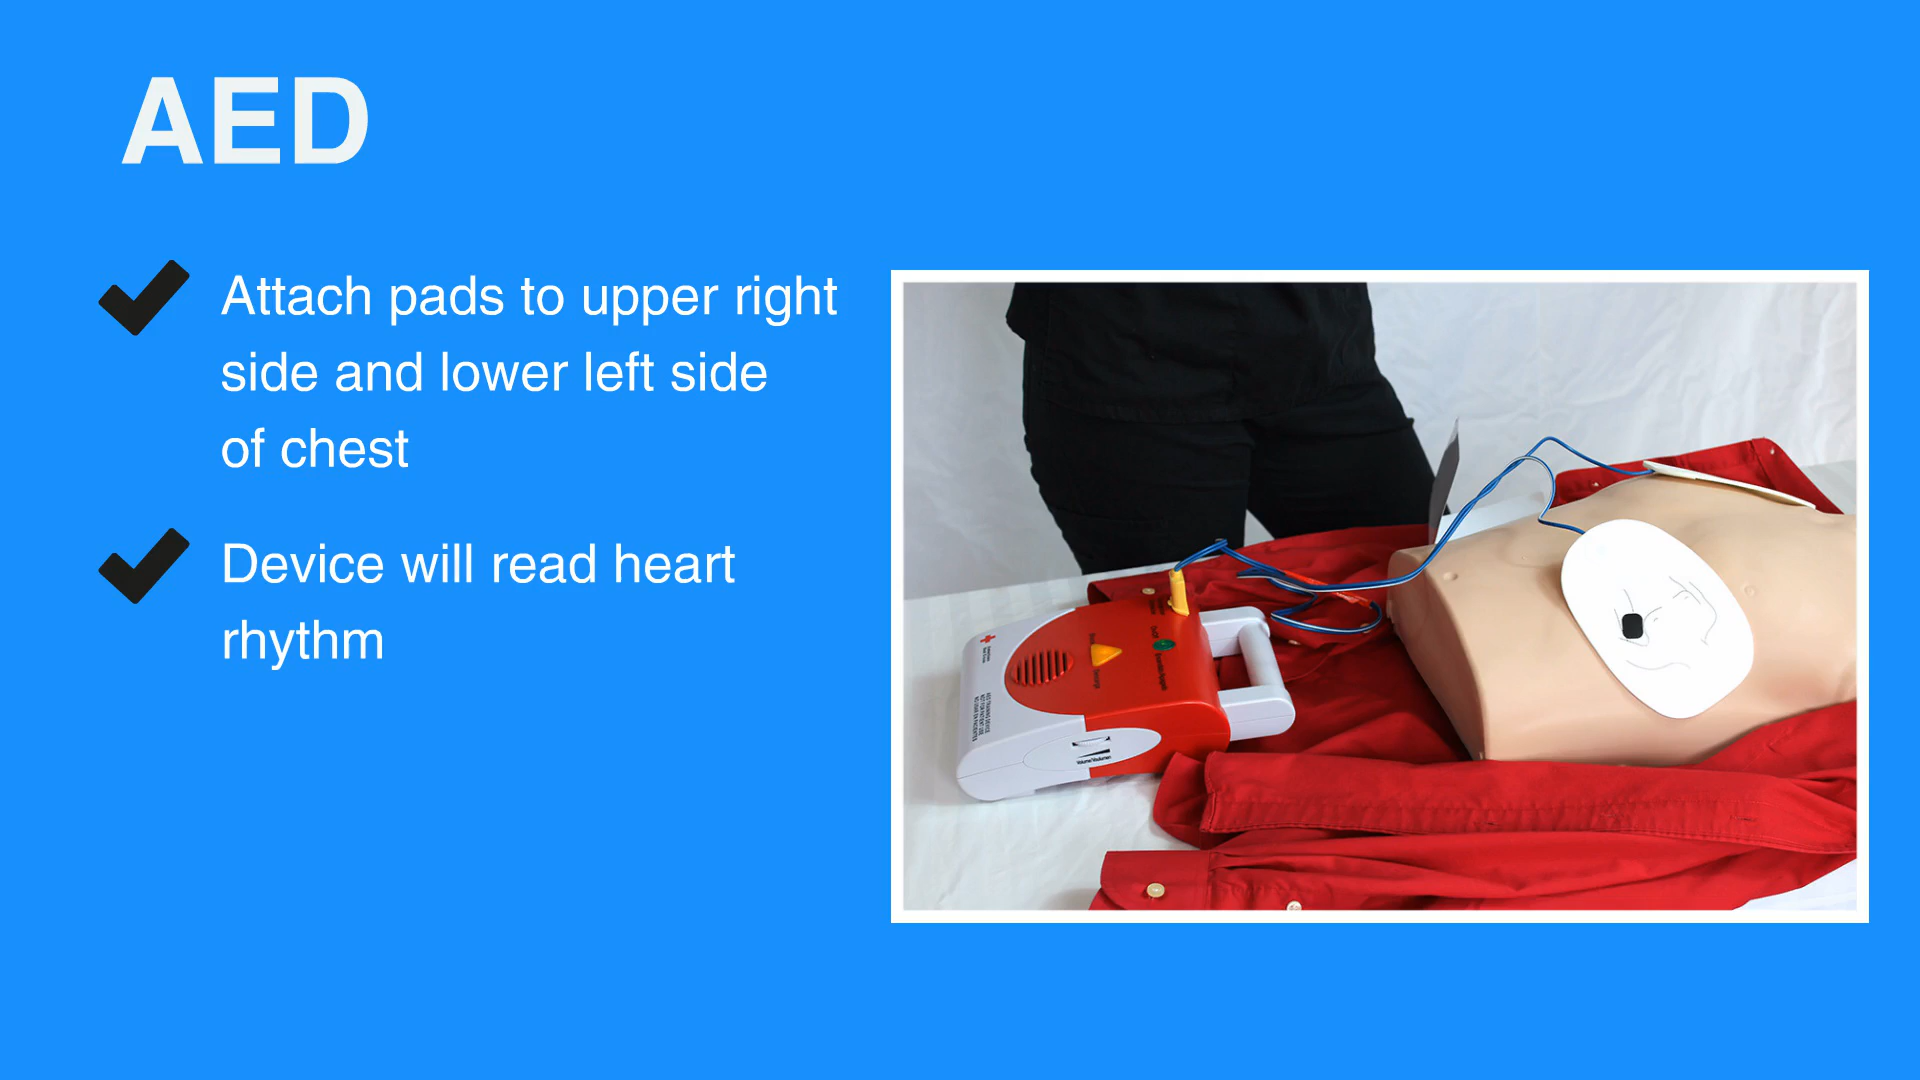 AED
Attach pads to upper right
side and lower left side
of chest
Device will read heart
rhythm